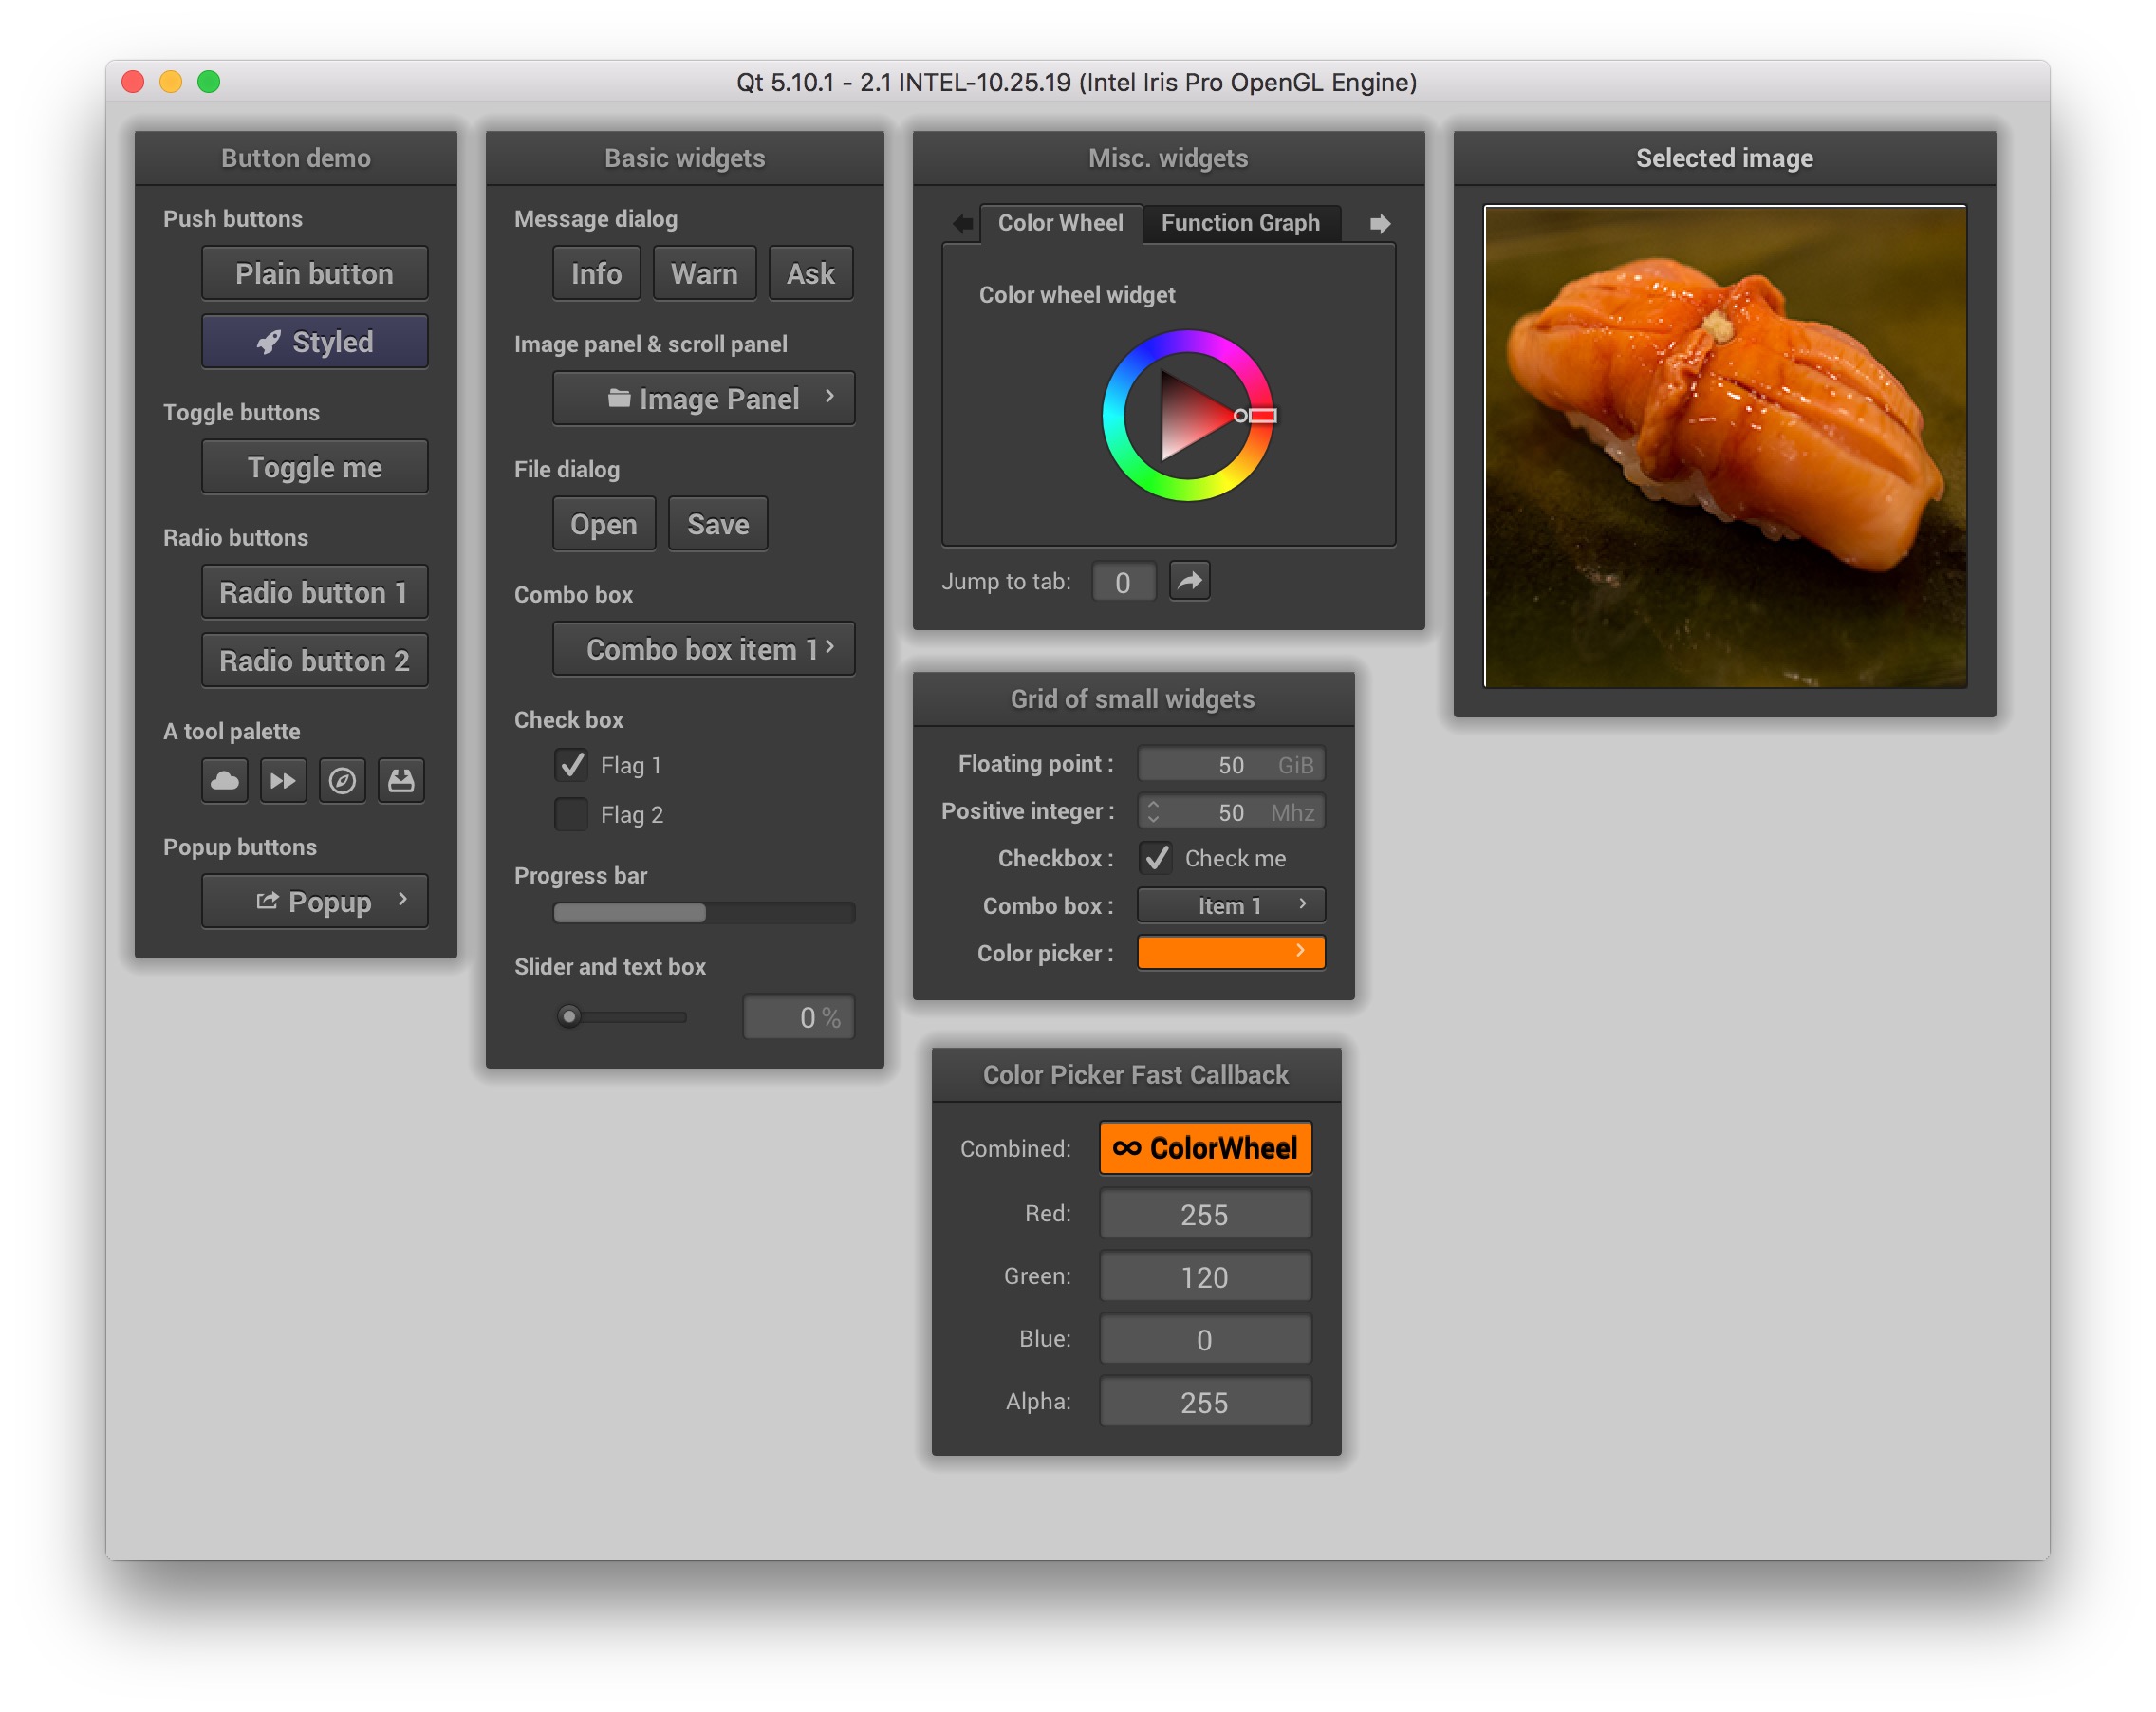 Qt 5.10.1 - 2.1 INTEL-10.25.19 (Intel Iris Pro OpenGL Engine)
Button demo
Push buttons
Plain button
Styled
Toggle buttons
Toggle me
Radio buttons
Radio button 1
Radio button 2
A tool palette
Popup buttons
Popup
Basic widgets
Message dialog
Info Warn Ask
Image panel & scroll panel
Image Panel
File dialog
Open Save
Combo box
Combo box item 1
Check box
Flag 1
Flag 2
Progress bar
Slider and text box
0 %
Misc. widgets
Color Wheel Function Graph
Color wheel widget
Jump to tab: 0
Grid of small widgets
Floating point : 50 GiB
Positive integer : 50 Mhz
Checkbox : Check me
Combo box : Item 1
Color picker :
Color Picker Fast Callback
Combined: ColorWheel
Red: 255
Green: 120
Blue: 0
Alpha: 255
Selected image